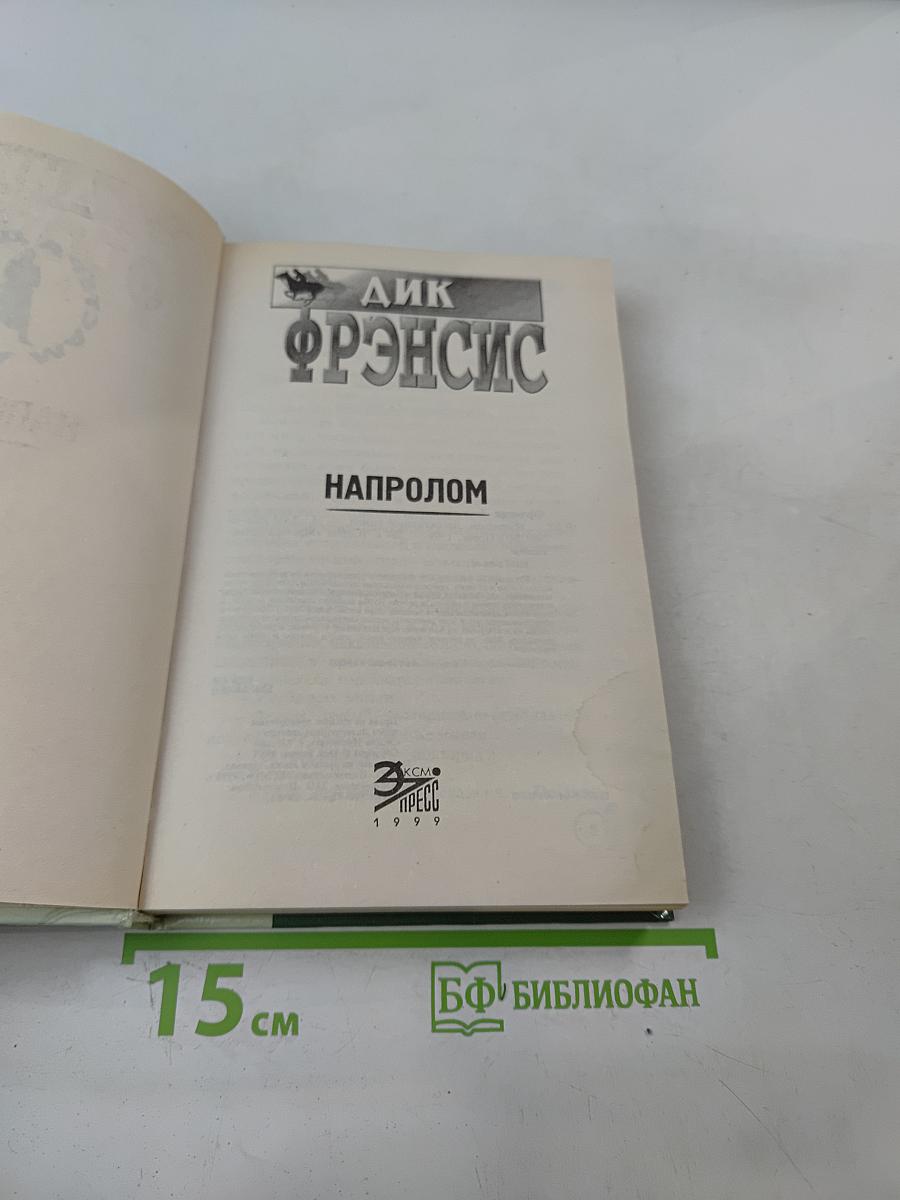 ДИК
ФРЭНСИС
НАПРОЛОМ
ЭКСМО
ПРЕСС
1999
15 см
БФ БИБЛИОФАН